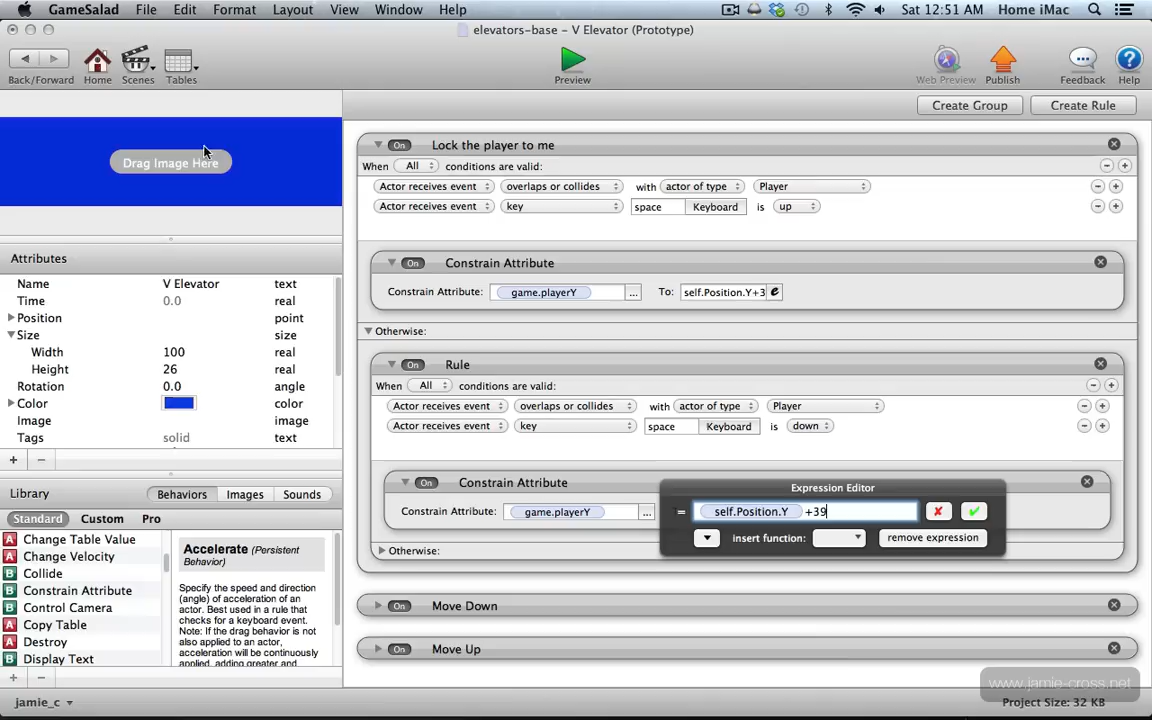 GameSalad File Edit Format Layout View Window Help Sat 12:51 AM Home iMac
elevators-base – V Elevator (Prototype)
Back/Forward Home Scenes Tables Preview Web Preview Publish Feedback Help
Create Group Create Rule
Drag Image Here
On Lock the player to me
When All conditions are valid:
Actor receives event overlaps or collides with actor of type Player
Actor receives event key space Keyboard is up
Attributes
On Constrain Attribute
Name V Elevator text
Constrain Attribute: game.playerY ... To: self.Position.Y+3 e
Time 0.0 real
Position point
Otherwise:
Size size
Width 100 real
On Rule
Height 26 real
When All conditions are valid:
Rotation 0.0 angle
Color color
Actor receives event overlaps or collides with actor of type Player
Image image
Actor receives event key space Keyboard is down
Tags solid text
On Constrain Attribute
Expression Editor
Library Behaviors Images Sounds
Constrain Attribute: game.playerY ... = self.Position.Y +39
Standard Custom Pro
insert function: remove expression
Change Table Value
Change Velocity
Collide
Constrain Attribute
Control Camera
Copy Table
Destroy
Display Text
Accelerate (Persistent
Behavior)
Specify the speed and direction
(angle) of acceleration of an
actor. Best used in a rule that
checks for a keyboard event.
Note: If the drag behavior is not
also applied to an actor,
acceleration will be continuously
applied, adding greater and
Otherwise:
On Move Down
On Move Up
www.jamie-cross.net
jamie_c Project Size: 32 KB